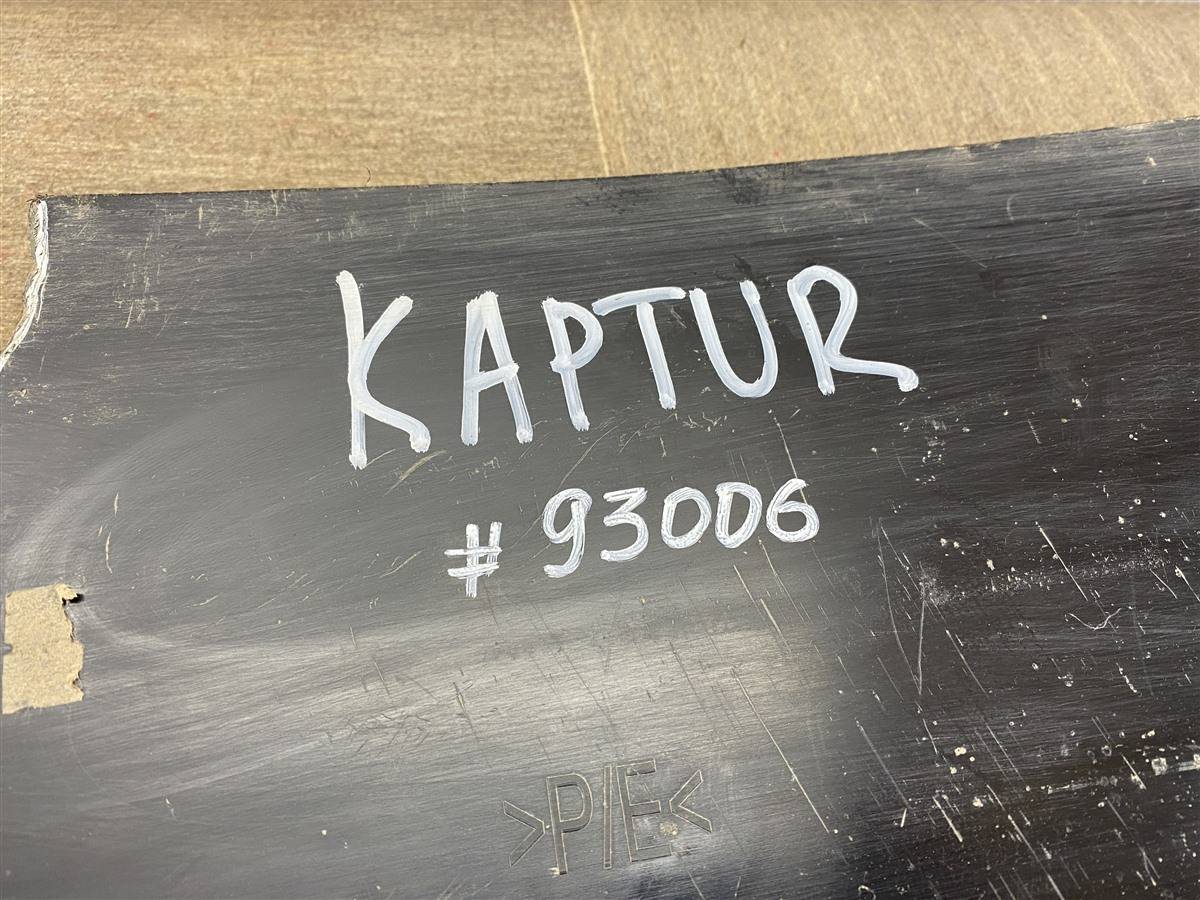 KAPTUR
# 93006
>P/E<